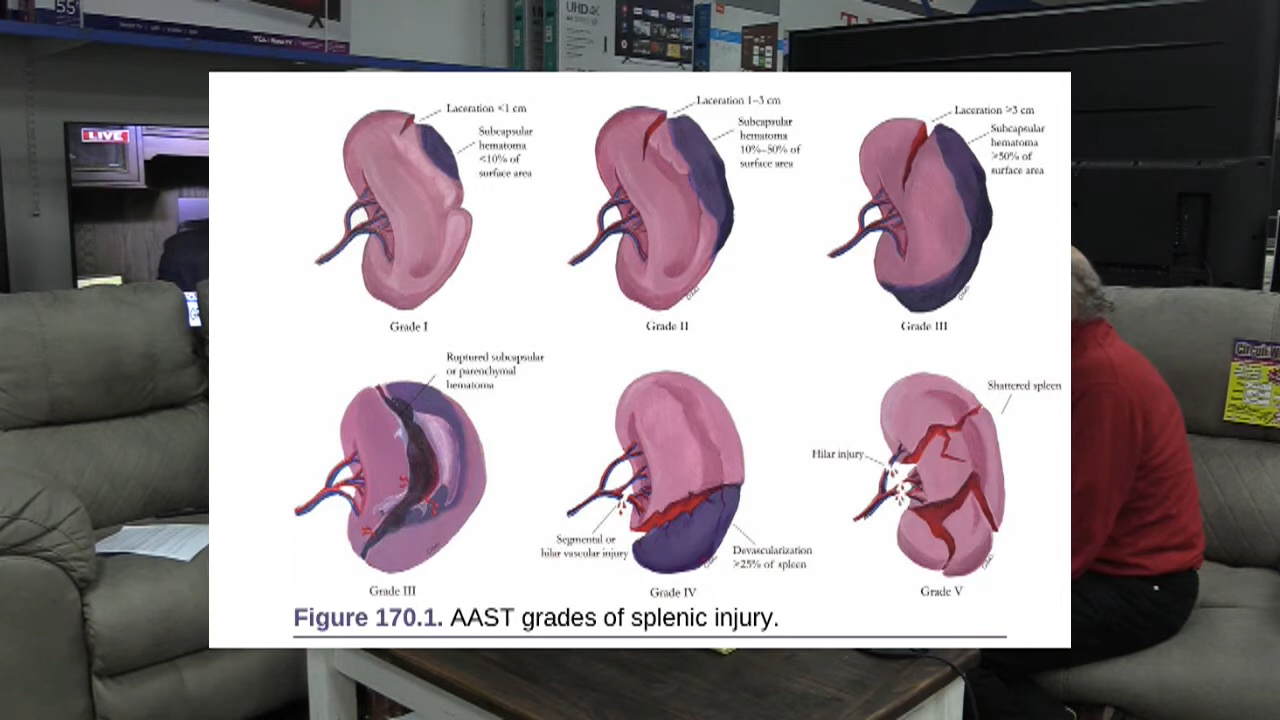 55"
UHD4K
LIVE
Laceration <1 cm
Subcapsular
hematoma
<10% of
surface area
Grade I
Laceration 1–3 cm
Subcapsular
hematoma
10%–50% of
surface area
Grade II
Laceration >3 cm
Subcapsular
hematoma
>50% of
surface area
Grade III
Ruptured subcapsular
or parenchymal
hematoma
Grade III
Segmental or
hilar vascular injury
Devascularization
>25% of spleen
Grade IV
Shattered spleen
Hilar injury
Grade V
Figure 170.1. AAST grades of splenic injury.